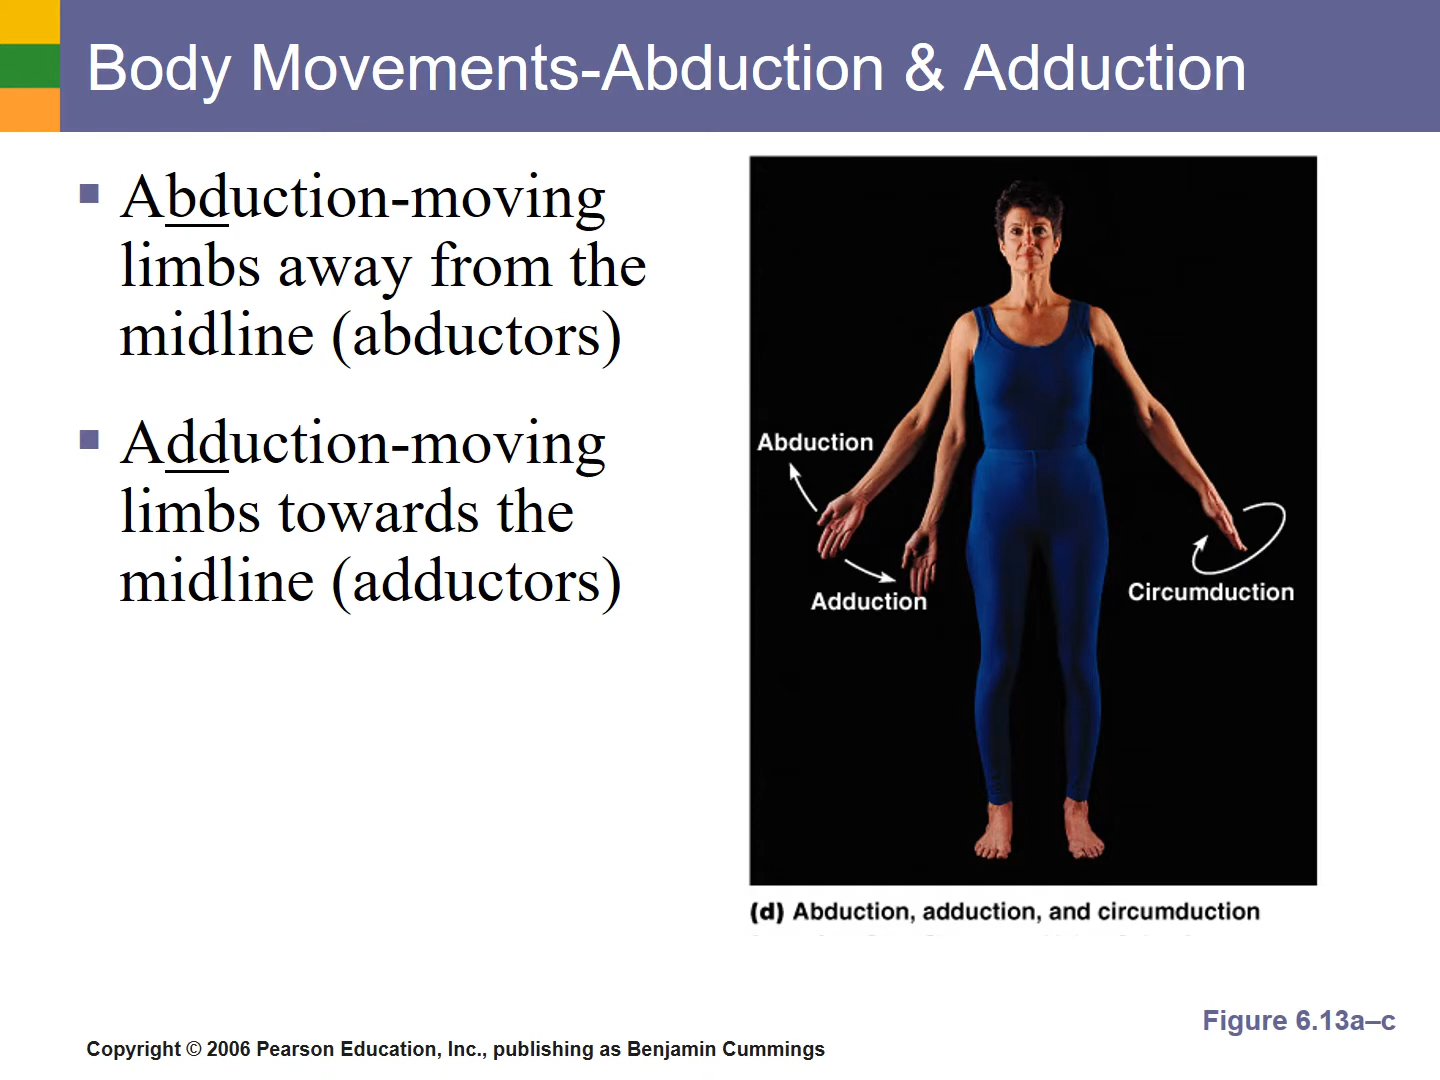 Body Movements-Abduction & Adduction
Abduction-moving
limbs away from the
midline (abductors)
Adduction-moving
limbs towards the
midline (adductors)
Abduction
Adduction
Circumduction
(d) Abduction, adduction, and circumduction
Figure 6.13a–c
Copyright © 2006 Pearson Education, Inc., publishing as Benjamin Cummings